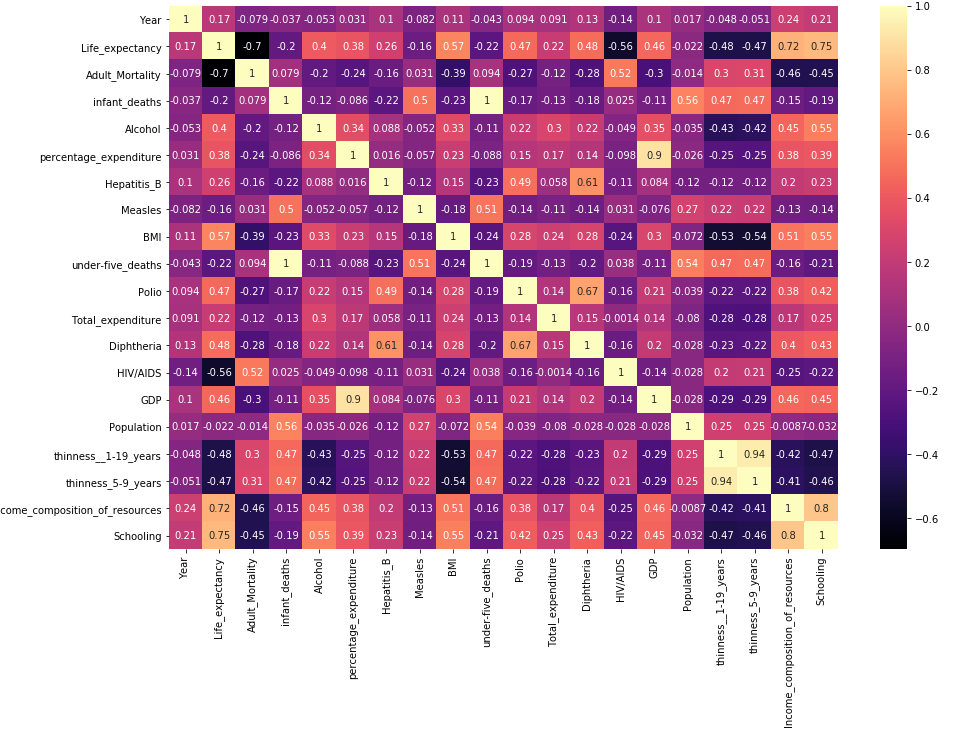 Year 1 0.17 -0.079 -0.037 -0.053 0.031 0.1 -0.082 0.11 -0.043 0.094 0.091 0.13 -0.14 0.1 0.017 -0.048 -0.051 0.24 0.21
Life_expectancy 0.17 1 -0.7 -0.2 0.4 0.38 0.26 -0.16 0.57 -0.22 0.47 0.22 0.48 -0.56 0.46 -0.022 -0.48 -0.47 0.72 0.75
Adult_Mortality -0.079 -0.7 1 0.079 -0.2 -0.24 -0.16 0.031 -0.39 0.094 -0.27 -0.12 -0.28 0.52 -0.3 -0.014 0.3 0.31 -0.46 -0.45
infant_deaths -0.037 -0.2 0.079 1 -0.12 -0.086 -0.22 0.5 -0.23 1 -0.17 -0.13 -0.18 0.025 -0.11 0.56 0.47 0.47 -0.15 -0.19
Alcohol -0.053 0.4 -0.2 -0.12 1 0.34 0.088 -0.052 0.33 -0.11 0.22 0.3 0.22 -0.049 0.35 -0.035 -0.43 -0.42 0.45 0.55
percentage_expenditure 0.031 0.38 -0.24 -0.086 0.34 1 0.016 -0.057 0.23 -0.088 0.15 0.17 0.14 -0.098 0.9 -0.026 -0.25 -0.25 0.38 0.39
Hepatitis_B 0.1 0.26 -0.16 -0.22 0.088 0.016 1 -0.12 0.15 -0.23 0.49 0.058 0.61 -0.11 0.084 -0.12 -0.12 -0.12 0.2 0.23
Measles -0.082 -0.16 0.031 0.5 -0.052 -0.057 -0.12 1 -0.18 0.51 -0.14 -0.11 -0.14 0.031 -0.076 0.27 0.22 0.22 -0.13 -0.14
BMI 0.11 0.57 -0.39 -0.23 0.33 0.23 0.15 -0.18 1 -0.24 0.28 0.24 0.28 -0.24 0.3 -0.072 -0.53 -0.54 0.51 0.55
under-five_deaths -0.043 -0.22 0.094 1 -0.11 -0.088 -0.23 0.51 -0.24 1 -0.19 -0.13 -0.2 0.038 -0.11 0.54 0.47 0.47 -0.16 -0.21
Polio 0.094 0.47 -0.27 -0.17 0.22 0.15 0.49 -0.14 0.28 -0.19 1 0.14 0.67 -0.16 0.21 -0.039 -0.22 -0.22 0.38 0.42
Total_expenditure 0.091 0.22 -0.12 -0.13 0.3 0.17 0.058 -0.11 0.24 -0.13 0.14 1 0.15 -0.0014 0.14 -0.08 -0.28 -0.28 0.17 0.25
Diphtheria 0.13 0.48 -0.28 -0.18 0.22 0.14 0.61 -0.14 0.28 -0.2 0.67 0.15 1 -0.16 0.2 -0.028 -0.23 -0.22 0.4 0.43
HIV/AIDS -0.14 -0.56 0.52 0.025 -0.049 -0.098 -0.11 0.031 -0.24 0.038 -0.16 -0.0014 -0.16 1 -0.14 -0.028 0.2 0.21 -0.25 -0.22
GDP 0.1 0.46 -0.3 -0.11 0.35 0.9 0.084 -0.076 0.3 -0.11 0.21 0.14 0.2 -0.14 1 -0.028 -0.29 -0.29 0.46 0.45
Population 0.017 -0.022 -0.014 0.56 -0.035 -0.026 -0.12 0.27 -0.072 0.54 -0.039 -0.08 -0.028 -0.028 -0.028 1 0.25 0.25 -0.0087 -0.032
thinness__1-19_years -0.048 -0.48 0.3 0.47 -0.43 -0.25 -0.12 0.22 -0.53 0.47 -0.22 -0.28 -0.23 0.2 -0.29 0.25 1 0.94 -0.42 -0.47
thinness_5-9_years -0.051 -0.47 0.31 0.47 -0.42 -0.25 -0.12 0.22 -0.54 0.47 -0.22 -0.28 -0.22 0.21 -0.29 0.25 0.94 1 -0.41 -0.46
come_composition_of_resources 0.24 0.72 -0.46 -0.15 0.45 0.38 0.2 -0.13 0.51 -0.16 0.38 0.17 0.4 -0.25 0.46 -0.0087 -0.42 -0.41 1 0.8
Schooling 0.21 0.75 -0.45 -0.19 0.55 0.39 0.23 -0.14 0.55 -0.21 0.42 0.25 0.43 -0.22 0.45 -0.032 -0.47 -0.46 0.8 1
Year
Life_expectancy
Adult_Mortality
infant_deaths
Alcohol
percentage_expenditure
Hepatitis_B
Measles
BMI
under-five_deaths
Polio
Total_expenditure
Diphtheria
HIV/AIDS
GDP
Population
thinness__1-19_years
thinness_5-9_years
Income_composition_of_resources
Schooling
1.0
0.8
0.6
0.4
0.2
0.0
−0.2
−0.4
−0.6